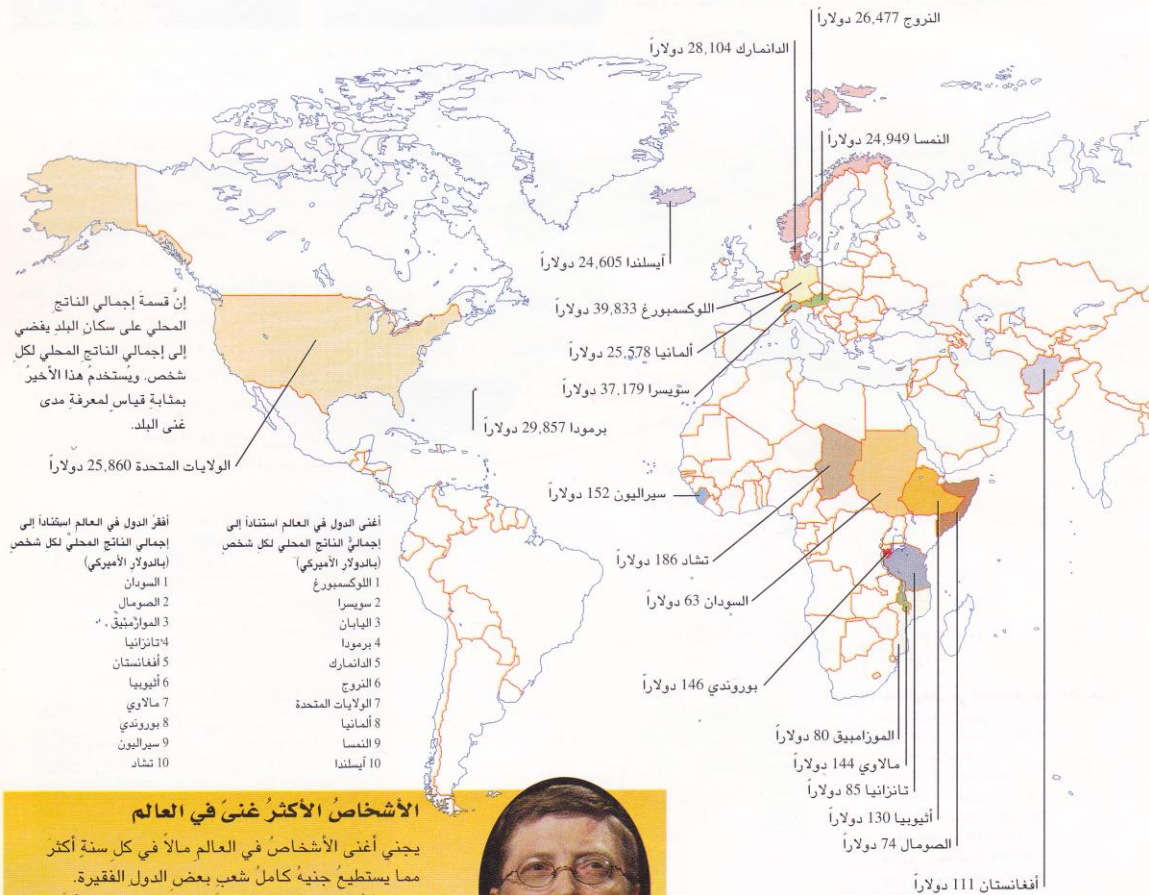 النروج 26,477 دولاراً
الدانمارك 28,104 دولاراً
النمسا 24,949 دولاراً
آيسلندا 24,605 دولاراً
اللوكسمبورغ 39,833 دولاراً
ألمانيا 25,578 دولاراً
سويسرا 37,179 دولاراً
برمودا 29,857 دولاراً
إنَّ قسمةَ إجمالي الناتجِ
المحلي على سكانِ البلدِ يفضي
إلى إجمالي الناتجِ المحلي لكلِ
شخص. ويُستخدمُ هذا الأخيرُ
بمثابةِ قياسٍ لمعرفةِ مدى
غنى البلد.
الولايات المتحدة 25,860 دولاراً
سيراليون 152 دولاراً
تشاد 186 دولاراً
السودان 63 دولاراً
بوروندي 146 دولاراً
الموزامبيق 80 دولاراً
مالاوي 144 دولاراً
تانزانيا 85 دولاراً
أثيوبيا 130 دولاراً
الصومال 74 دولاراً
أفغانستان 111 دولاراً
أغنى الدول في العالم استناداً إلى
إجماليُ الناتج المحلي لكل شخص
(بالدولار الأميركي)
1 اللوكسمبورغ
2 سويسرا
3 اليابان
4 برمودا
5 الدانمارك
6 النروج
7 الولايات المتحدة
8 ألمانيا
9 النمسا
10 آيسلندا
أفقرُ الدول في العالم استناداً إلى
إجمالي الناتج المحليّ لكل شخصٍ
(بالدولار الأميركي)
1 السودان
2 الصومال
3 الموازمبيق
4 تانزانيا
5 أفغانستان
6 أثيوبيا
7 مالاوي
8 بوروندي
9 سيراليون
10 تشاد
الأشخاصُ الأكثرُ غنىً في العالم
يجني أغنى الأشخاصُ في العالمِ مالاً في كلِ سنةٍ أكثرَ
مما يستطيعُ جنيهُ كاملُ شعبِ بعضِ الدولِ الفقيرة.